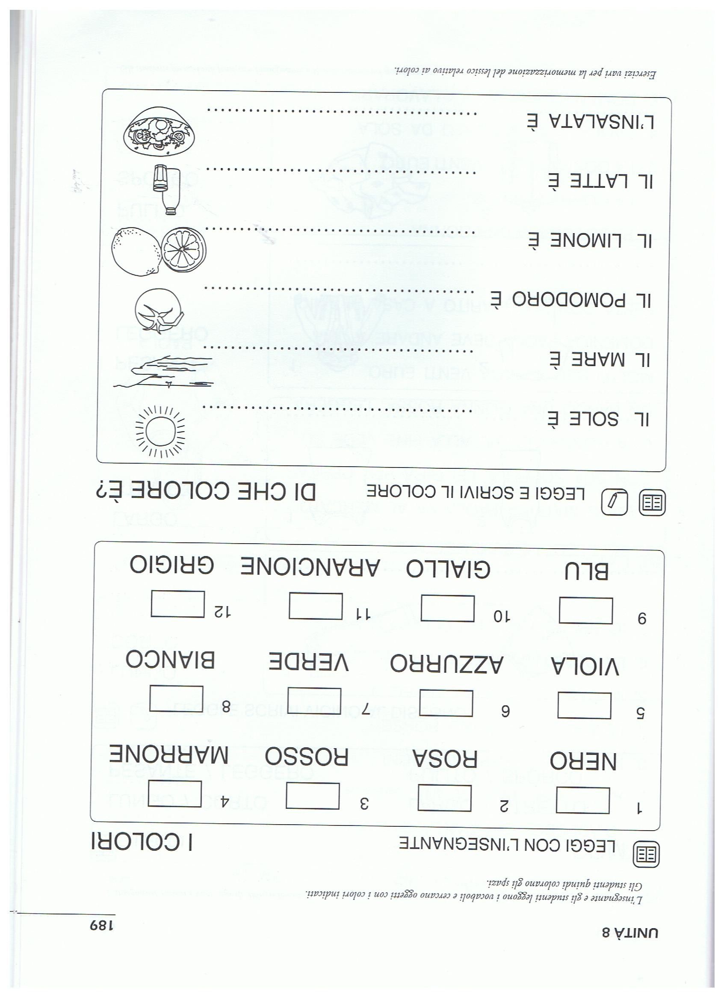 UNITÀ 8
189
L'insegnante e gli studenti leggono i vocaboli e cercano oggetti con i colori indicati.
Gli studenti quindi colorano gli spazi.
LEGGI CON L'INSEGNANTE
I COLORI
1 2 3 4
NERO ROSA ROSSO MARRONE
5 6 7 8
VIOLA AZZURRO VERDE BIANCO
9 10 11 12
BLU GIALLO ARANCIONE GRIGIO
LEGGI E SCRIVI IL COLORE
DI CHE COLORE È?
IL SOLE È ........................................
IL MARE È ........................................
IL POMODORO È ........................................
IL LIMONE È ........................................
IL LATTE È ........................................
L'INSALATA È ........................................
Esercizi vari per la memorizzazione del lessico relativo ai colori.